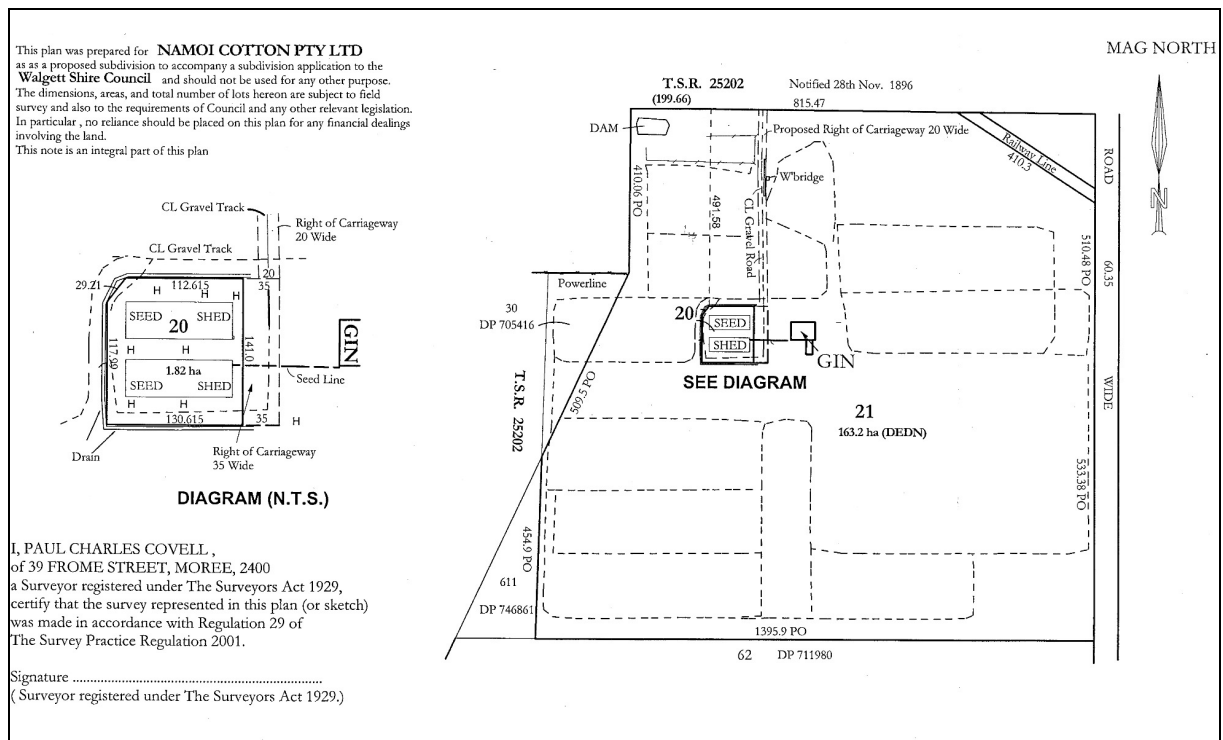 This plan was prepared for NAMOI COTTON PTY LTD
as as a proposed subdivision to accompany a subdivision application to the
Walgett Shire Council and should not be used for any other purpose.
The dimensions, areas, and total number of lots hereon are subject to field
survey and also to the requirements of Council and any other relevant legislation.
In particular , no reliance should be placed on this plan for any financial dealings
involving the land.
This note is an integral part of this plan
MAG NORTH
N
T.S.R. 25202
Notified 28th Nov. 1896
(199.66)
815.47
DAM
Proposed Right of Carriageway 20 Wide
Railway Line
410.3
ROAD
60.35
WIDE
W'bridge
410.06 PO
491.58
CL Gravel Road
510.48 PO
Powerline
30
DP 705416
20
SEED
SHED
GIN
SEE DIAGRAM
T.S.R. 25202
509.5 PO
21
163.2 ha (DEDN)
533.38 PO
454.9 PO
611
DP 746861
1395.9 PO
62 DP 711980
CL Gravel Track
Right of Carriageway
20 Wide
CL Gravel Track
20
29.21
112.615
35
H
H
H
SEED SHED
20
H H
117.99
141.01
GIN
1.82 ha
SEED SHED
Seed Line
H H
130.615
35
H
Drain
Right of Carriageway
35 Wide
DIAGRAM (N.T.S.)
I, PAUL CHARLES COVELL ,
of 39 FROME STREET, MOREE, 2400
a Surveyor registered under The Surveyors Act 1929,
certify that the survey represented in this plan (or sketch)
was made in accordance with Regulation 29 of
The Survey Practice Regulation 2001.
Signature ..................................................................
( Surveyor registered under The Surveyors Act 1929.)